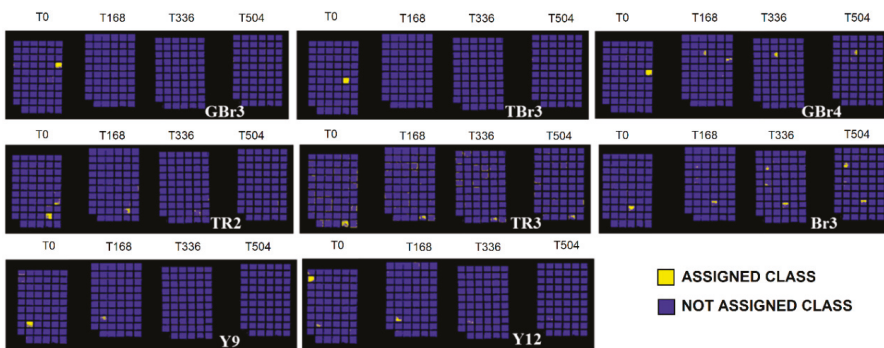 T0 T168 T336 T504 T0 T168 T336 T504 T0 T168 T336 T504
GBr3 TBr3 GBr4
T0 T168 T336 T504 T0 T168 T336 T504 T0 T168 T336 T504
TR2 TR3 Br3
T0 T168 T336 T504 T0 T168 T336 T504
Y9 Y12
ASSIGNED CLASS
NOT ASSIGNED CLASS